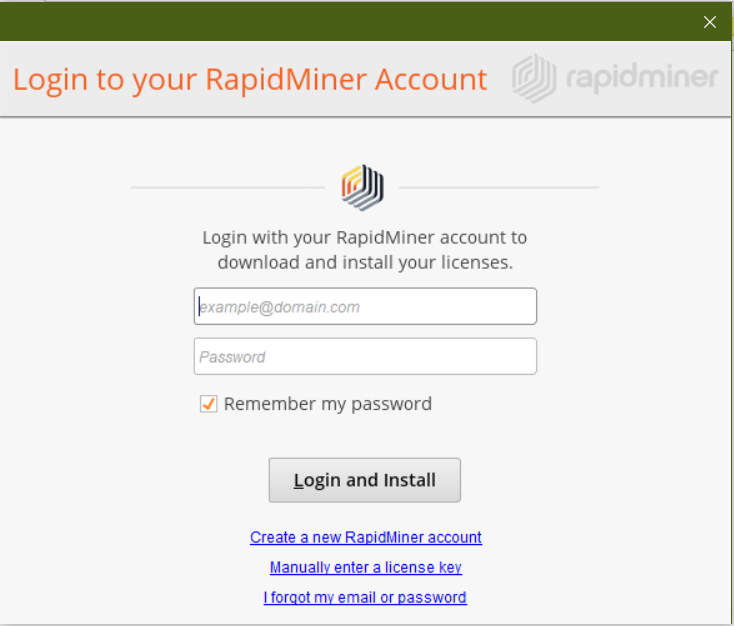 Login to your RapidMiner Account
rapidminer
Login with your RapidMiner account to
download and install your licenses.
example@domain.com
Password
Remember my password
Login and Install
Create a new RapidMiner account
Manually enter a license key
I forgot my email or password